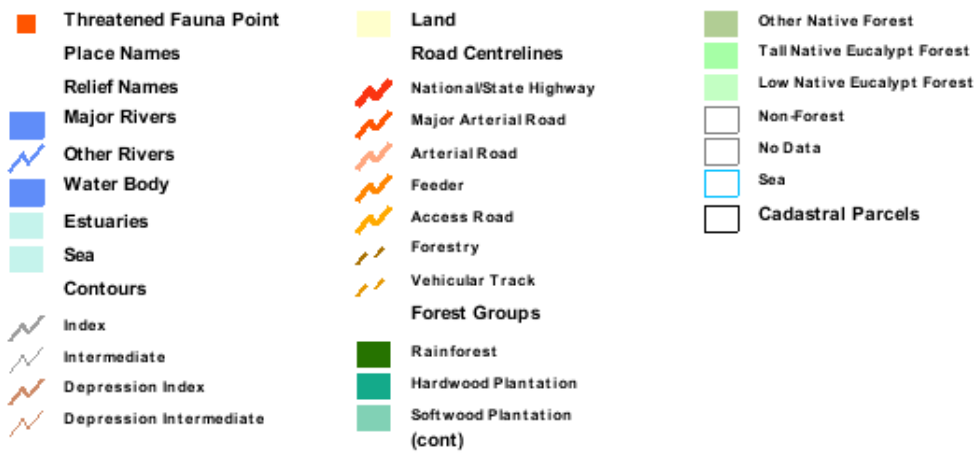 Threatened Fauna Point
Place Names
Relief Names
Major Rivers
Other Rivers
Water Body
Estuaries
Sea
Contours
Index
Intermediate
Depression Index
Depression Intermediate
Land
Road Centrelines
National/State Highway
Major Arterial Road
Arterial Road
Feeder
Access Road
Forestry
Vehicular Track
Forest Groups
Rainforest
Hardwood Plantation
Softwood Plantation
(cont)
Other Native Forest
Tall Native Eucalypt Forest
Low Native Eucalypt Forest
Non-Forest
No Data
Sea
Cadastral Parcels